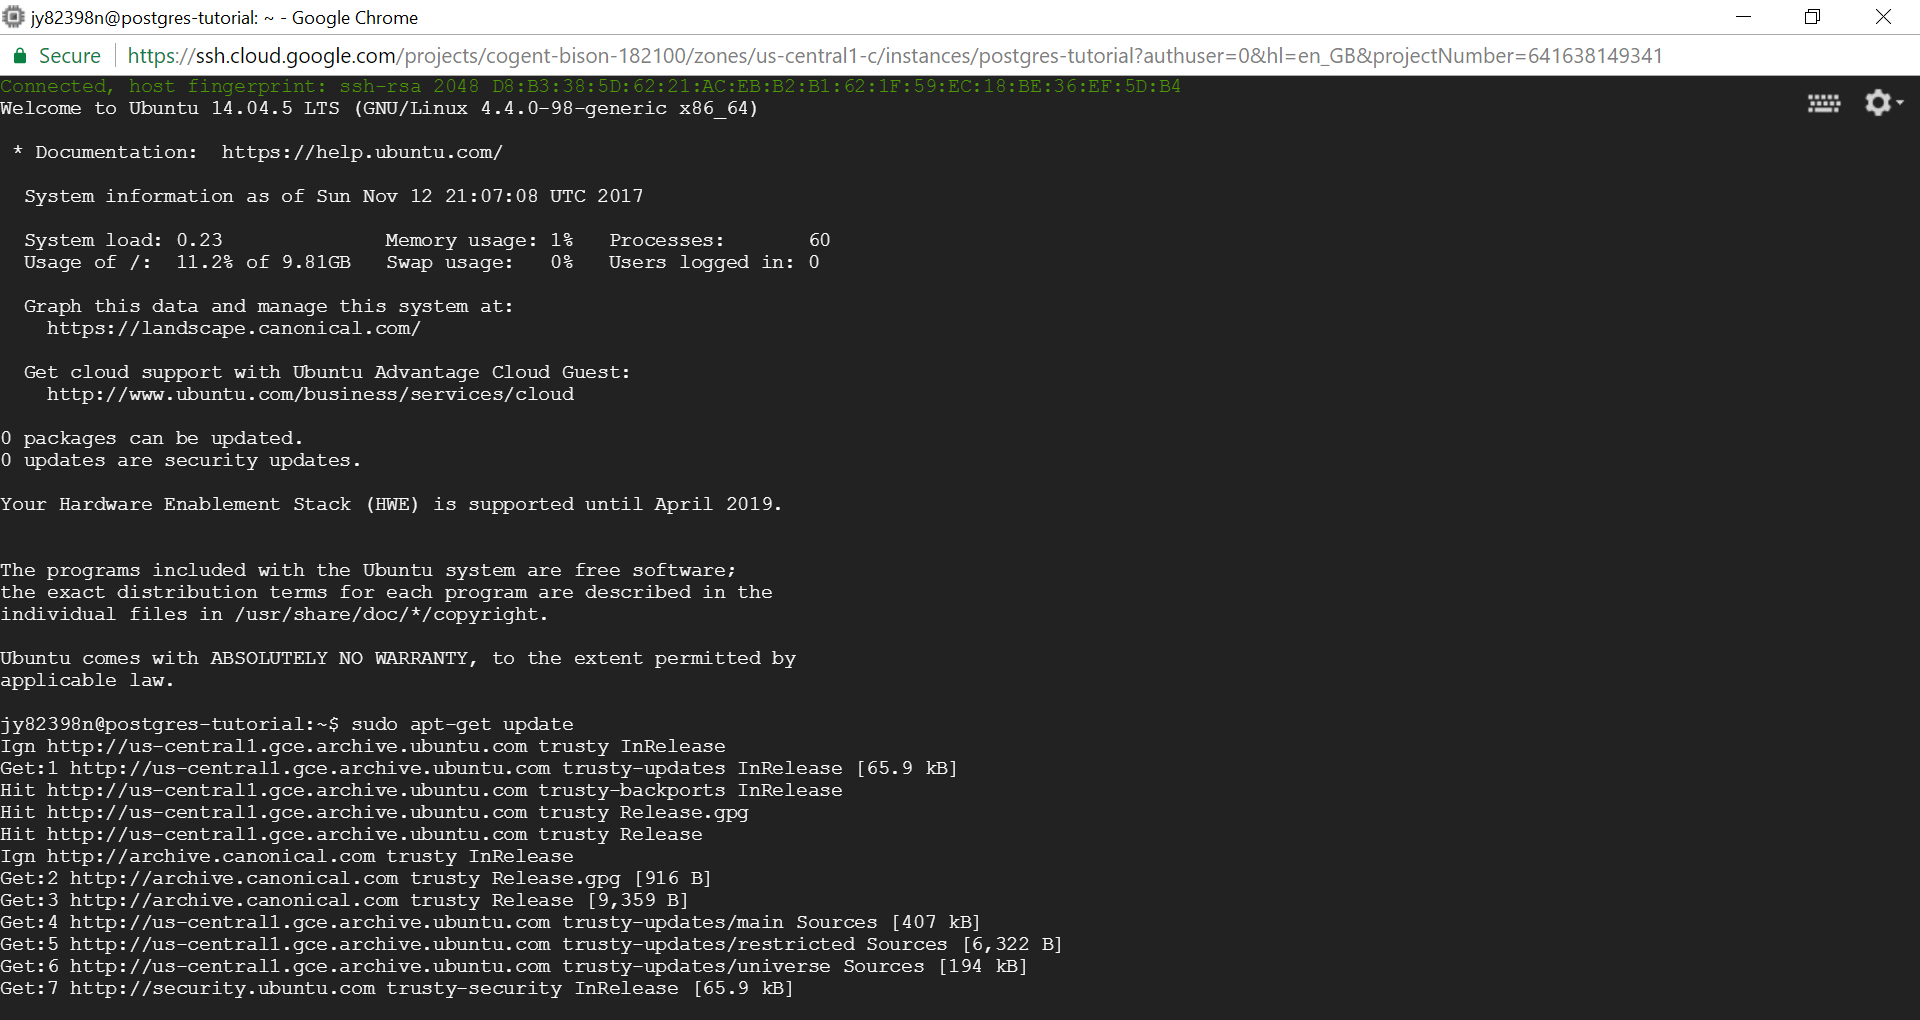 jy82398n@postgres-tutorial: ~ - Google Chrome
Secure https://ssh.cloud.google.com/projects/cogent-bison-182100/zones/us-central1-c/instances/postgres-tutorial?authuser=0&hl=en_GB&projectNumber=641638149341
Connected, host fingerprint: ssh-rsa 2048 D8:B3:38:5D:62:21:AC:EB:B2:B1:62:1F:59:EC:18:BE:36:EF:5D:B4
Welcome to Ubuntu 14.04.5 LTS (GNU/Linux 4.4.0-98-generic x86_64)
* Documentation:  https://help.ubuntu.com/
System information as of Sun Nov 12 21:07:08 UTC 2017
System load: 0.23 Memory usage: 1% Processes: 60
Usage of /: 11.2% of 9.81GB Swap usage: 0% Users logged in: 0
Graph this data and manage this system at:
https://landscape.canonical.com/
Get cloud support with Ubuntu Advantage Cloud Guest:
http://www.ubuntu.com/business/services/cloud
0 packages can be updated.
0 updates are security updates.
Your Hardware Enablement Stack (HWE) is supported until April 2019.
The programs included with the Ubuntu system are free software;
the exact distribution terms for each program are described in the
individual files in /usr/share/doc/*/copyright.
Ubuntu comes with ABSOLUTELY NO WARRANTY, to the extent permitted by
applicable law.
jy82398n@postgres-tutorial:~$ sudo apt-get update
Ign http://us-central1.gce.archive.ubuntu.com trusty InRelease
Get:1 http://us-central1.gce.archive.ubuntu.com trusty-updates InRelease [65.9 kB]
Hit http://us-central1.gce.archive.ubuntu.com trusty-backports InRelease
Hit http://us-central1.gce.archive.ubuntu.com trusty Release.gpg
Hit http://us-central1.gce.archive.ubuntu.com trusty Release
Ign http://archive.canonical.com trusty InRelease
Get:2 http://archive.canonical.com trusty Release.gpg [916 B]
Get:3 http://archive.canonical.com trusty Release [9,359 B]
Get:4 http://us-central1.gce.archive.ubuntu.com trusty-updates/main Sources [407 kB]
Get:5 http://us-central1.gce.archive.ubuntu.com trusty-updates/restricted Sources [6,322 B]
Get:6 http://us-central1.gce.archive.ubuntu.com trusty-updates/universe Sources [194 kB]
Get:7 http://security.ubuntu.com trusty-security InRelease [65.9 kB]